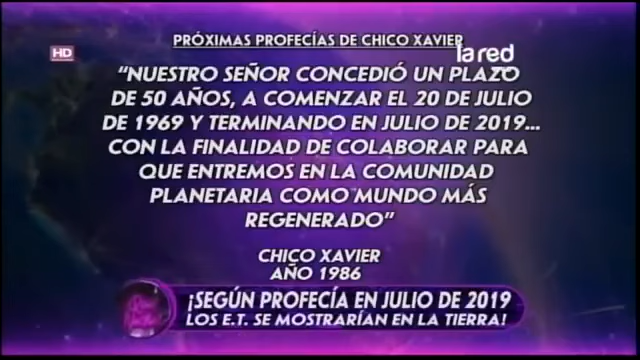 PRÓXIMAS PROFECÍAS DE CHICO XAVIER
HD
la red
“NUESTRO SEÑOR CONCEDIÓ UN PLAZO
DE 50 AÑOS, A COMENZAR EL 20 DE JULIO
DE 1969 Y TERMINANDO EN JULIO DE 2019...
CON LA FINALIDAD DE COLABORAR PARA
QUE ENTREMOS EN LA COMUNIDAD
PLANETARIA COMO MUNDO MÁS
REGENERADO”
CHICO XAVIER
AÑO 1986
¡SEGÚN PROFECÍA EN JULIO DE 2019
LOS E.T. SE MOSTRARÍAN EN LA TIERRA!